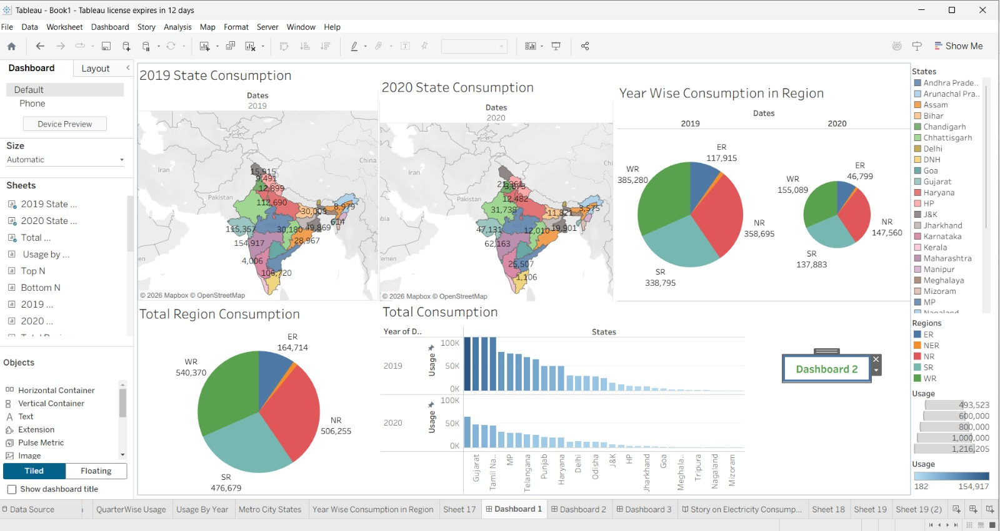 Tableau - Book1 - Tableau license expires in 12 days
File Data Worksheet Dashboard Story Analysis Map Format Server Window Help
Show Me
Dashboard Layout
Default
Phone
Device Preview
Size
Automatic
Sheets
2019 State ...
2020 State ...
Total ...
Usage by ...
Top N
Bottom N
2019 ...
2020 ...
Objects
Horizontal Container
Vertical Container
Text
Extension
Pulse Metric
Image
Tiled Floating
Show dashboard title
2019 State Consumption
Dates
2019
Iran
China
Pakistan
15,915
9,491
12,899
112,690
30,008
8,979
614
115,357
30,180
49,869
154,917
28,967
4,006
106,720
© 2026 Mapbox © OpenStreetMap
2020 State Consumption
Dates
2020
Iran
Chi
Pakistan
12,482
31,738
11,821
3,575
47,131
12,010
19,901
62,163
25,507
1,106
© 2026 Mapbox © OpenStreetMap
Year Wise Consumption in Region
Dates
2019 2020
ER
117,915
WR
385,280
NR
358,695
SR
338,795
ER
46,799
WR
155,089
NR
147,560
SR
137,883
Total Region Consumption
ER
164,714
WR
540,370
NR
506,255
SR
476,679
Total Consumption
Year of D.. States
2019
Usage
100K
50K
0K
2020
Usage
100K
50K
0K
Gujarat
Tamil Na..
MP
Telangana
Punjab
Haryana
Delhi
Odisha
J&K
HP
Jharkhand
Goa
Meghala..
Tripura
Nagaland
Mizoram
Dashboard 2
States
Andhra Prade..
Arunachal Pra..
Assam
Bihar
Chandigarh
Chhattisgarh
Delhi
DNH
Goa
Gujarat
Haryana
HP
J&K
Jharkhand
Karnataka
Kerala
Maharashtra
Manipur
Meghalaya
Mizoram
MP
Nagaland
Regions
ER
NER
NR
SR
WR
Usage
493,523
600,000
800,000
1,000,000
1,216,205
Usage
182 154,917
Data Source QuarterWise Usage Usage By Year Metro City States Year Wise Consumption in Region Sheet 17 Dashboard 1 Dashboard 2 Dashboard 3 Story on Electricity Consump... Sheet 18 Sheet 19 Sheet 19 (2)